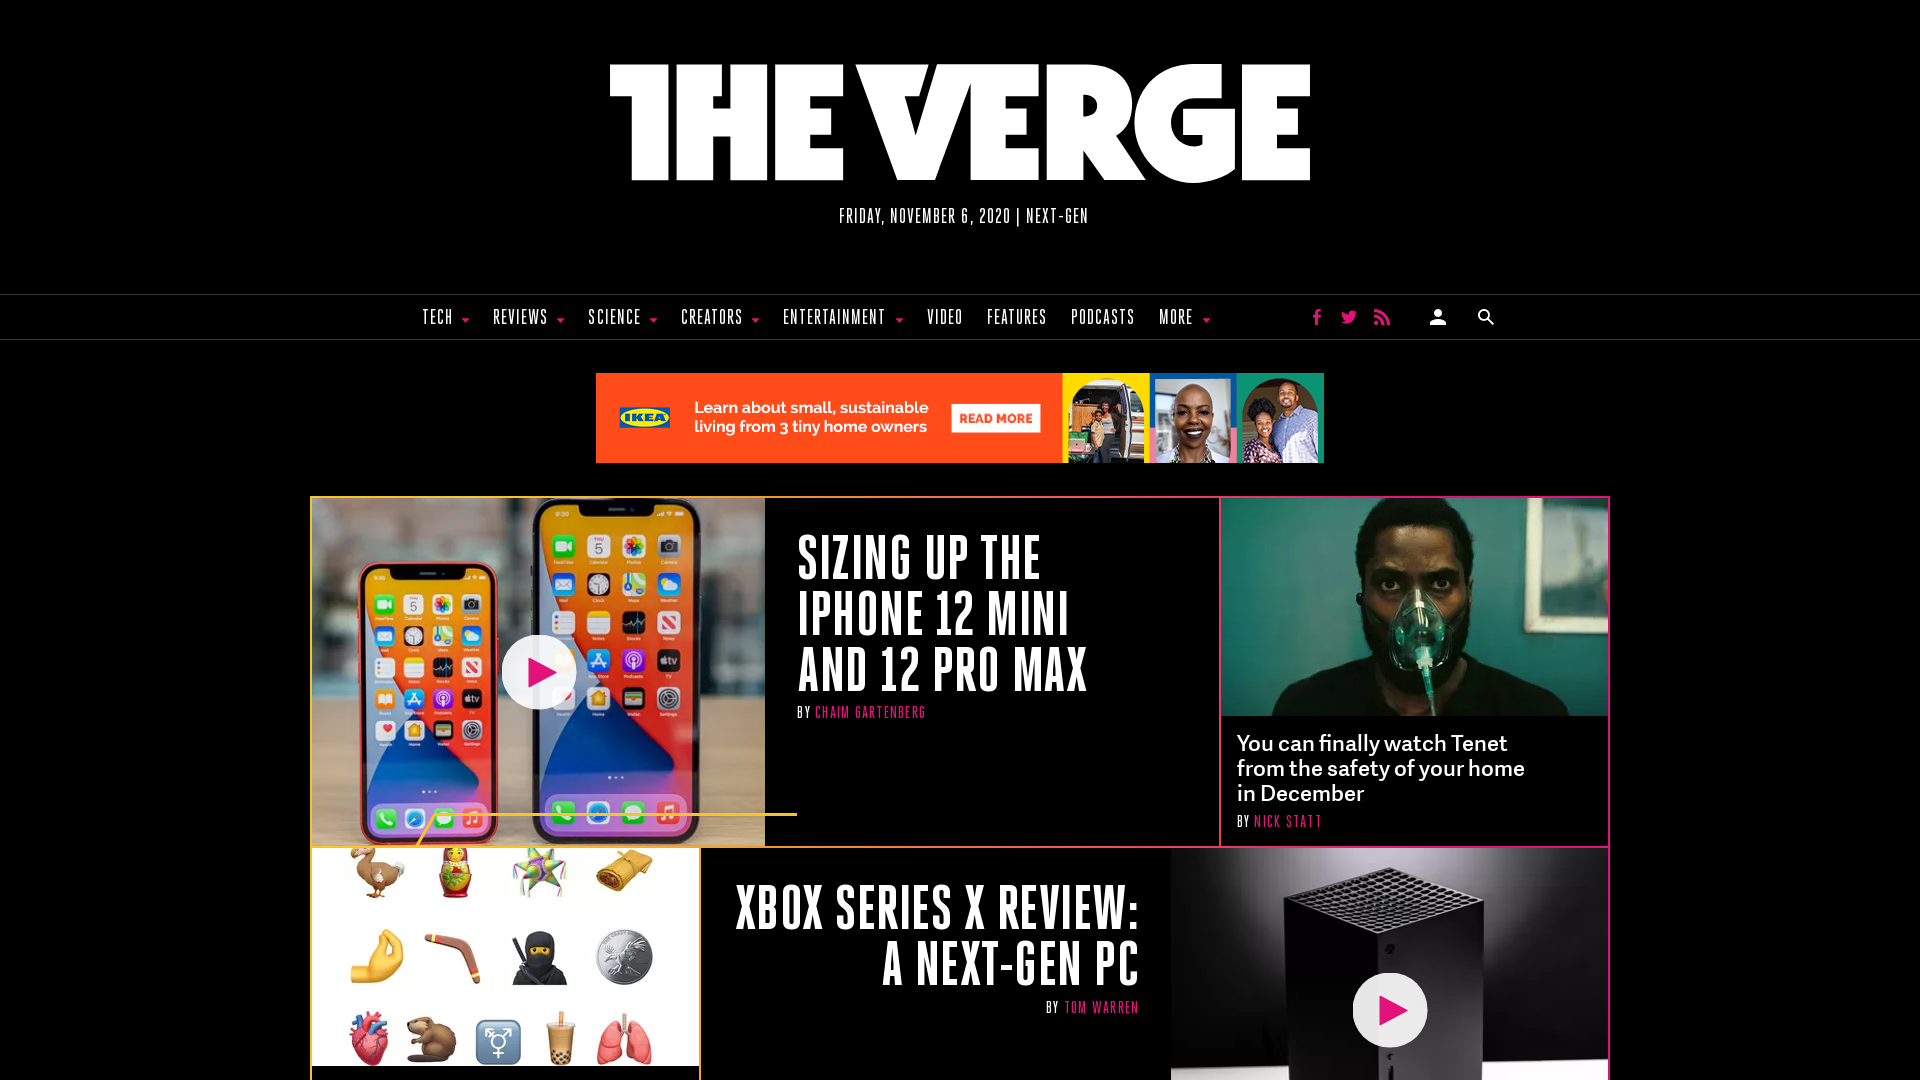 THE VERGE
FRIDAY, NOVEMBER 6, 2020 | NEXT-GEN
TECH REVIEWS SCIENCE CREATORS ENTERTAINMENT VIDEO FEATURES PODCASTS MORE
IKEA
Learn about small, sustainable
living from 3 tiny home owners
READ MORE
SIZING UP THE
IPHONE 12 MINI
AND 12 PRO MAX
BY CHAIM GARTENBERG
You can finally watch Tenet
from the safety of your home
in December
BY NICK STATT
XBOX SERIES X REVIEW:
A NEXT-GEN PC
BY TOM WARREN